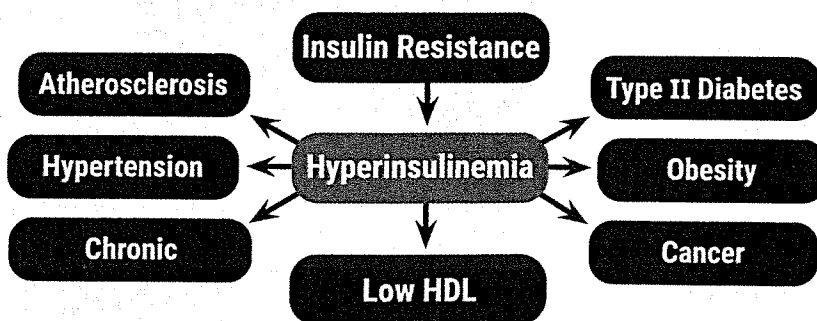 Insulin Resistance
Atherosclerosis
Type II Diabetes
Hypertension
Hyperinsulinemia
Obesity
Chronic
Cancer
Low HDL